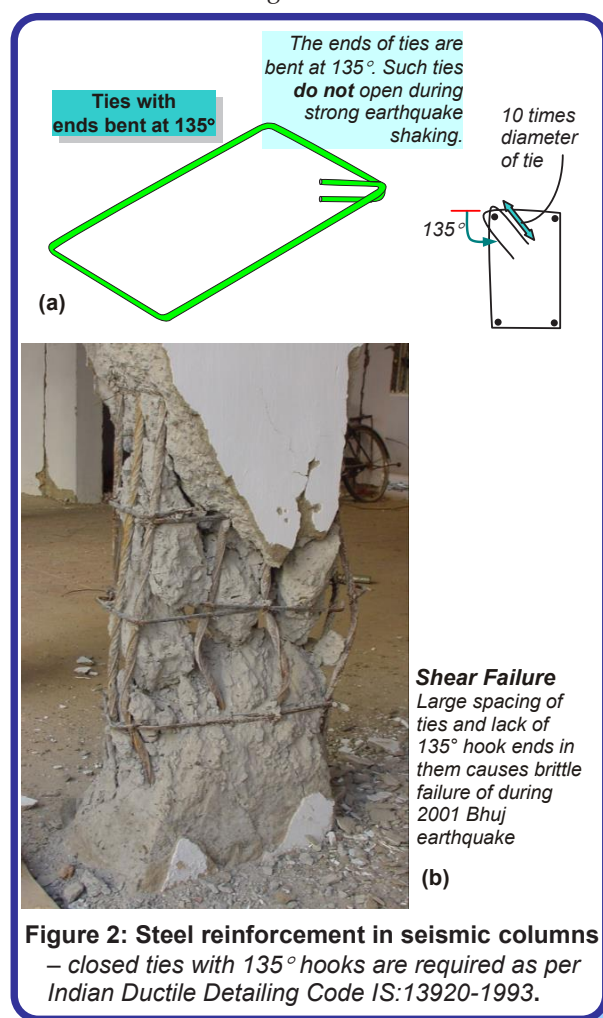 The ends of ties are
bent at 135°. Such ties
do not open during
strong earthquake
shaking.
Ties with
ends bent at 135°
10 times
diameter
of tie
135°
(a)
Shear Failure
Large spacing of
ties and lack of
135° hook ends in
them causes brittle
failure of during
2001 Bhuj
earthquake
(b)
Figure 2: Steel reinforcement in seismic columns
– closed ties with 135° hooks are required as per
Indian Ductile Detailing Code IS:13920-1993.